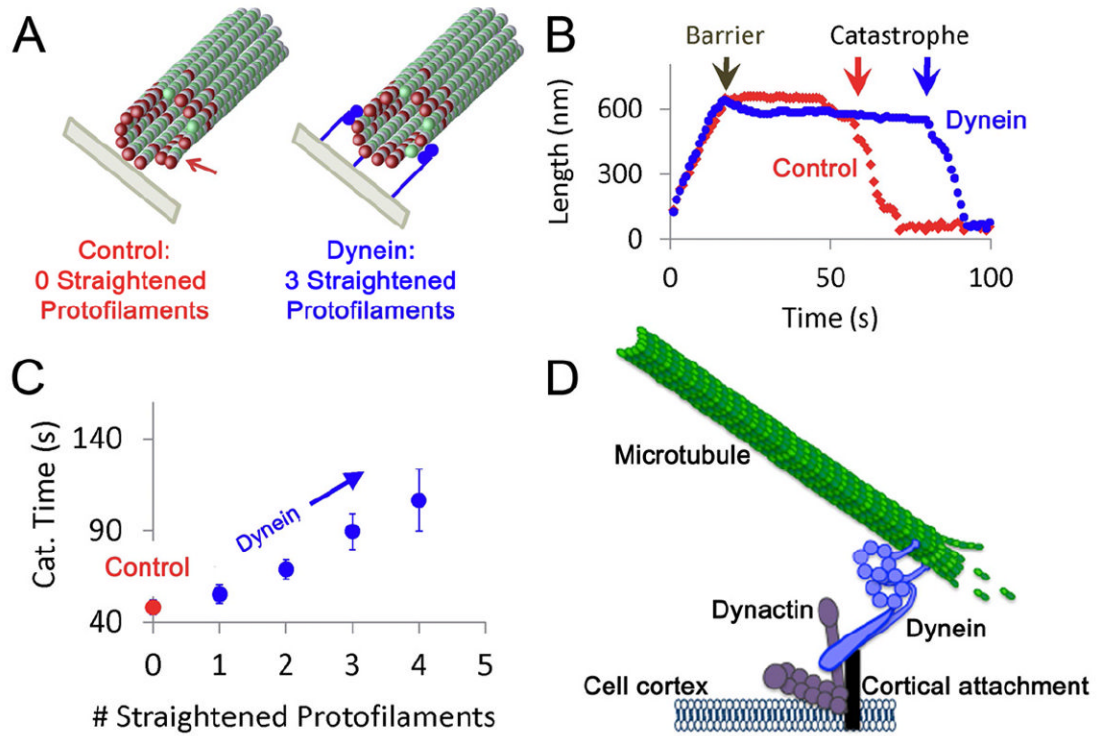 A
Control:
0 Straightened
Protofilaments
Dynein:
3 Straightened
Protofilaments
B
Barrier
Catastrophe
Length (nm)
600
300
0
Dynein
Control
0
50
100
Time (s)
C
Cat. Time (s)
140
90
40
Dynein
Control
0
1
2
3
4
5
# Straightened Protofilaments
D
Microtubule
Dynactin
Dynein
Cell cortex
Cortical attachment